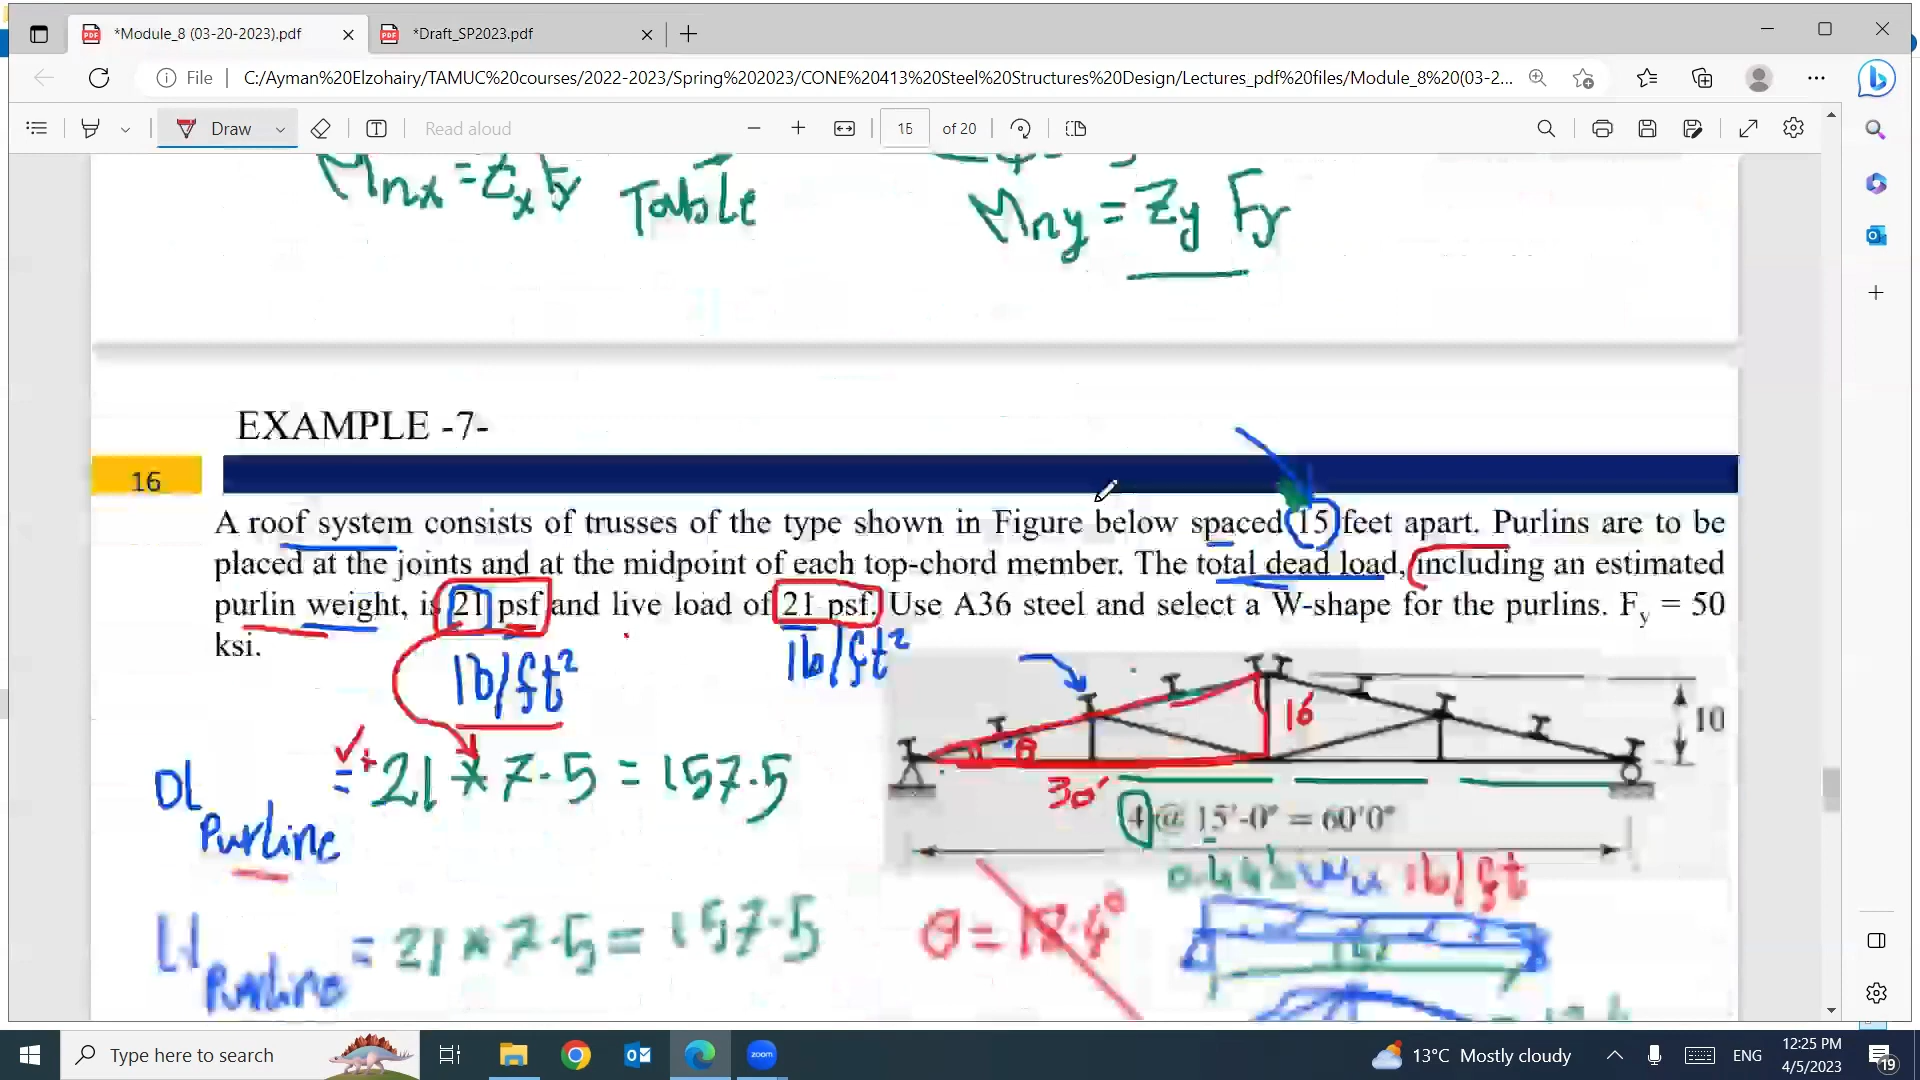 *Module_8 (03-20-2023).pdf
*Draft_SP2023.pdf
File
C:/Ayman%20Elzohairy/TAMUC%20courses/2022-2023/Spring%202023/CONE%20413%20Steel%20Structures%20Design/Lectures_pdf%20files/Module_8%20(03-2...
Draw
Read aloud
16 of 20
Mnx = Zx Fy
Table
Mny = Zy Fy
EXAMPLE -7-
16
A roof system consists of trusses of the type shown in Figure below spaced 15 feet apart. Purlins are to be
placed at the joints and at the midpoint of each top-chord member. The total dead load, including an estimated
purlin weight, is 21 psf and live load of 21 psf. Use A36 steel and select a W-shape for the purlins. Fy = 50
ksi.
lb/ft²
lb/ft²
10
θ
30'
4 @ 15'-0" = 60'0"
DL Purline = 21 * 7.5 = 157.5
Wu lb/ft
LL Purline = 21 * 7.5 = 157.5
θ = 18.4°
15'
Type here to search
zoom
13°C Mostly cloudy
ENG
12:25 PM
4/5/2023
19